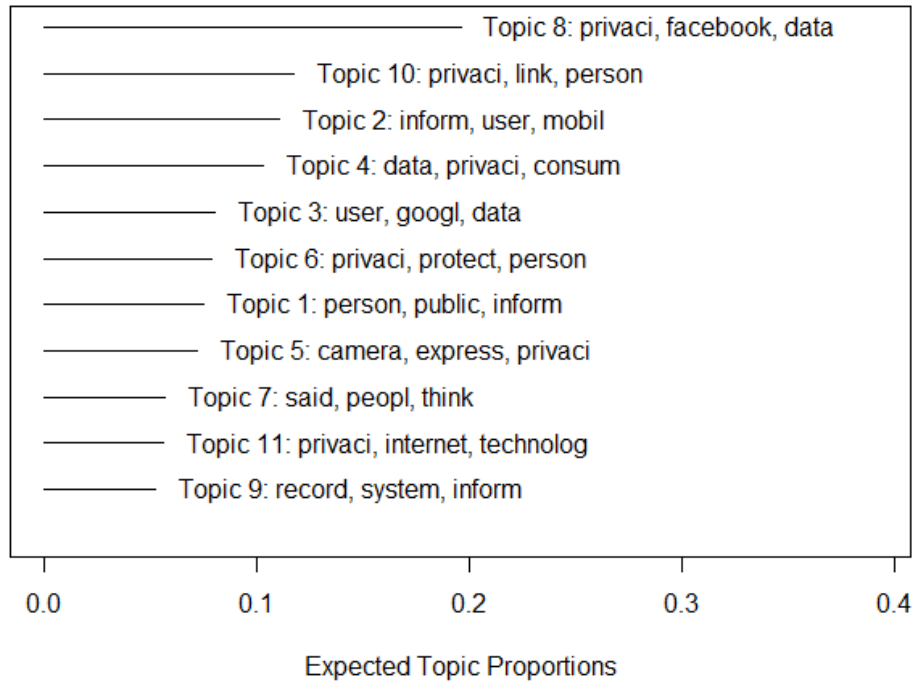 Topic 8: privaci, facebook, data
Topic 10: privaci, link, person
Topic 2: inform, user, mobil
Topic 4: data, privaci, consum
Topic 3: user, googl, data
Topic 6: privaci, protect, person
Topic 1: person, public, inform
Topic 5: camera, express, privaci
Topic 7: said, peopl, think
Topic 11: privaci, internet, technolog
Topic 9: record, system, inform
0.0 0.1 0.2 0.3 0.4
Expected Topic Proportions